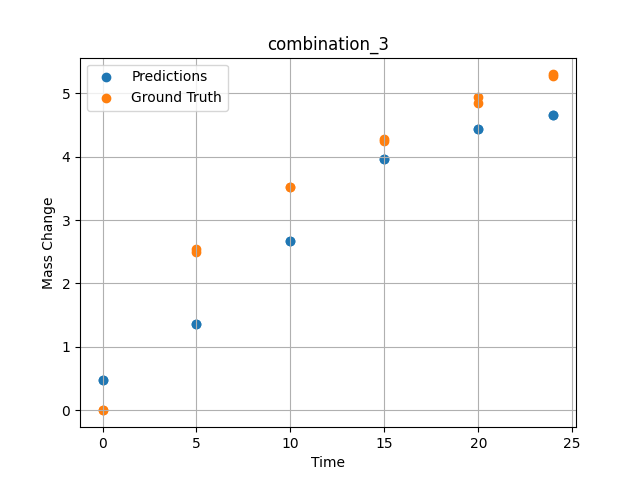 combination_3
Predictions
Ground Truth
5
4
3
2
1
0
Mass Change
0 5 10 15 20 25
Time